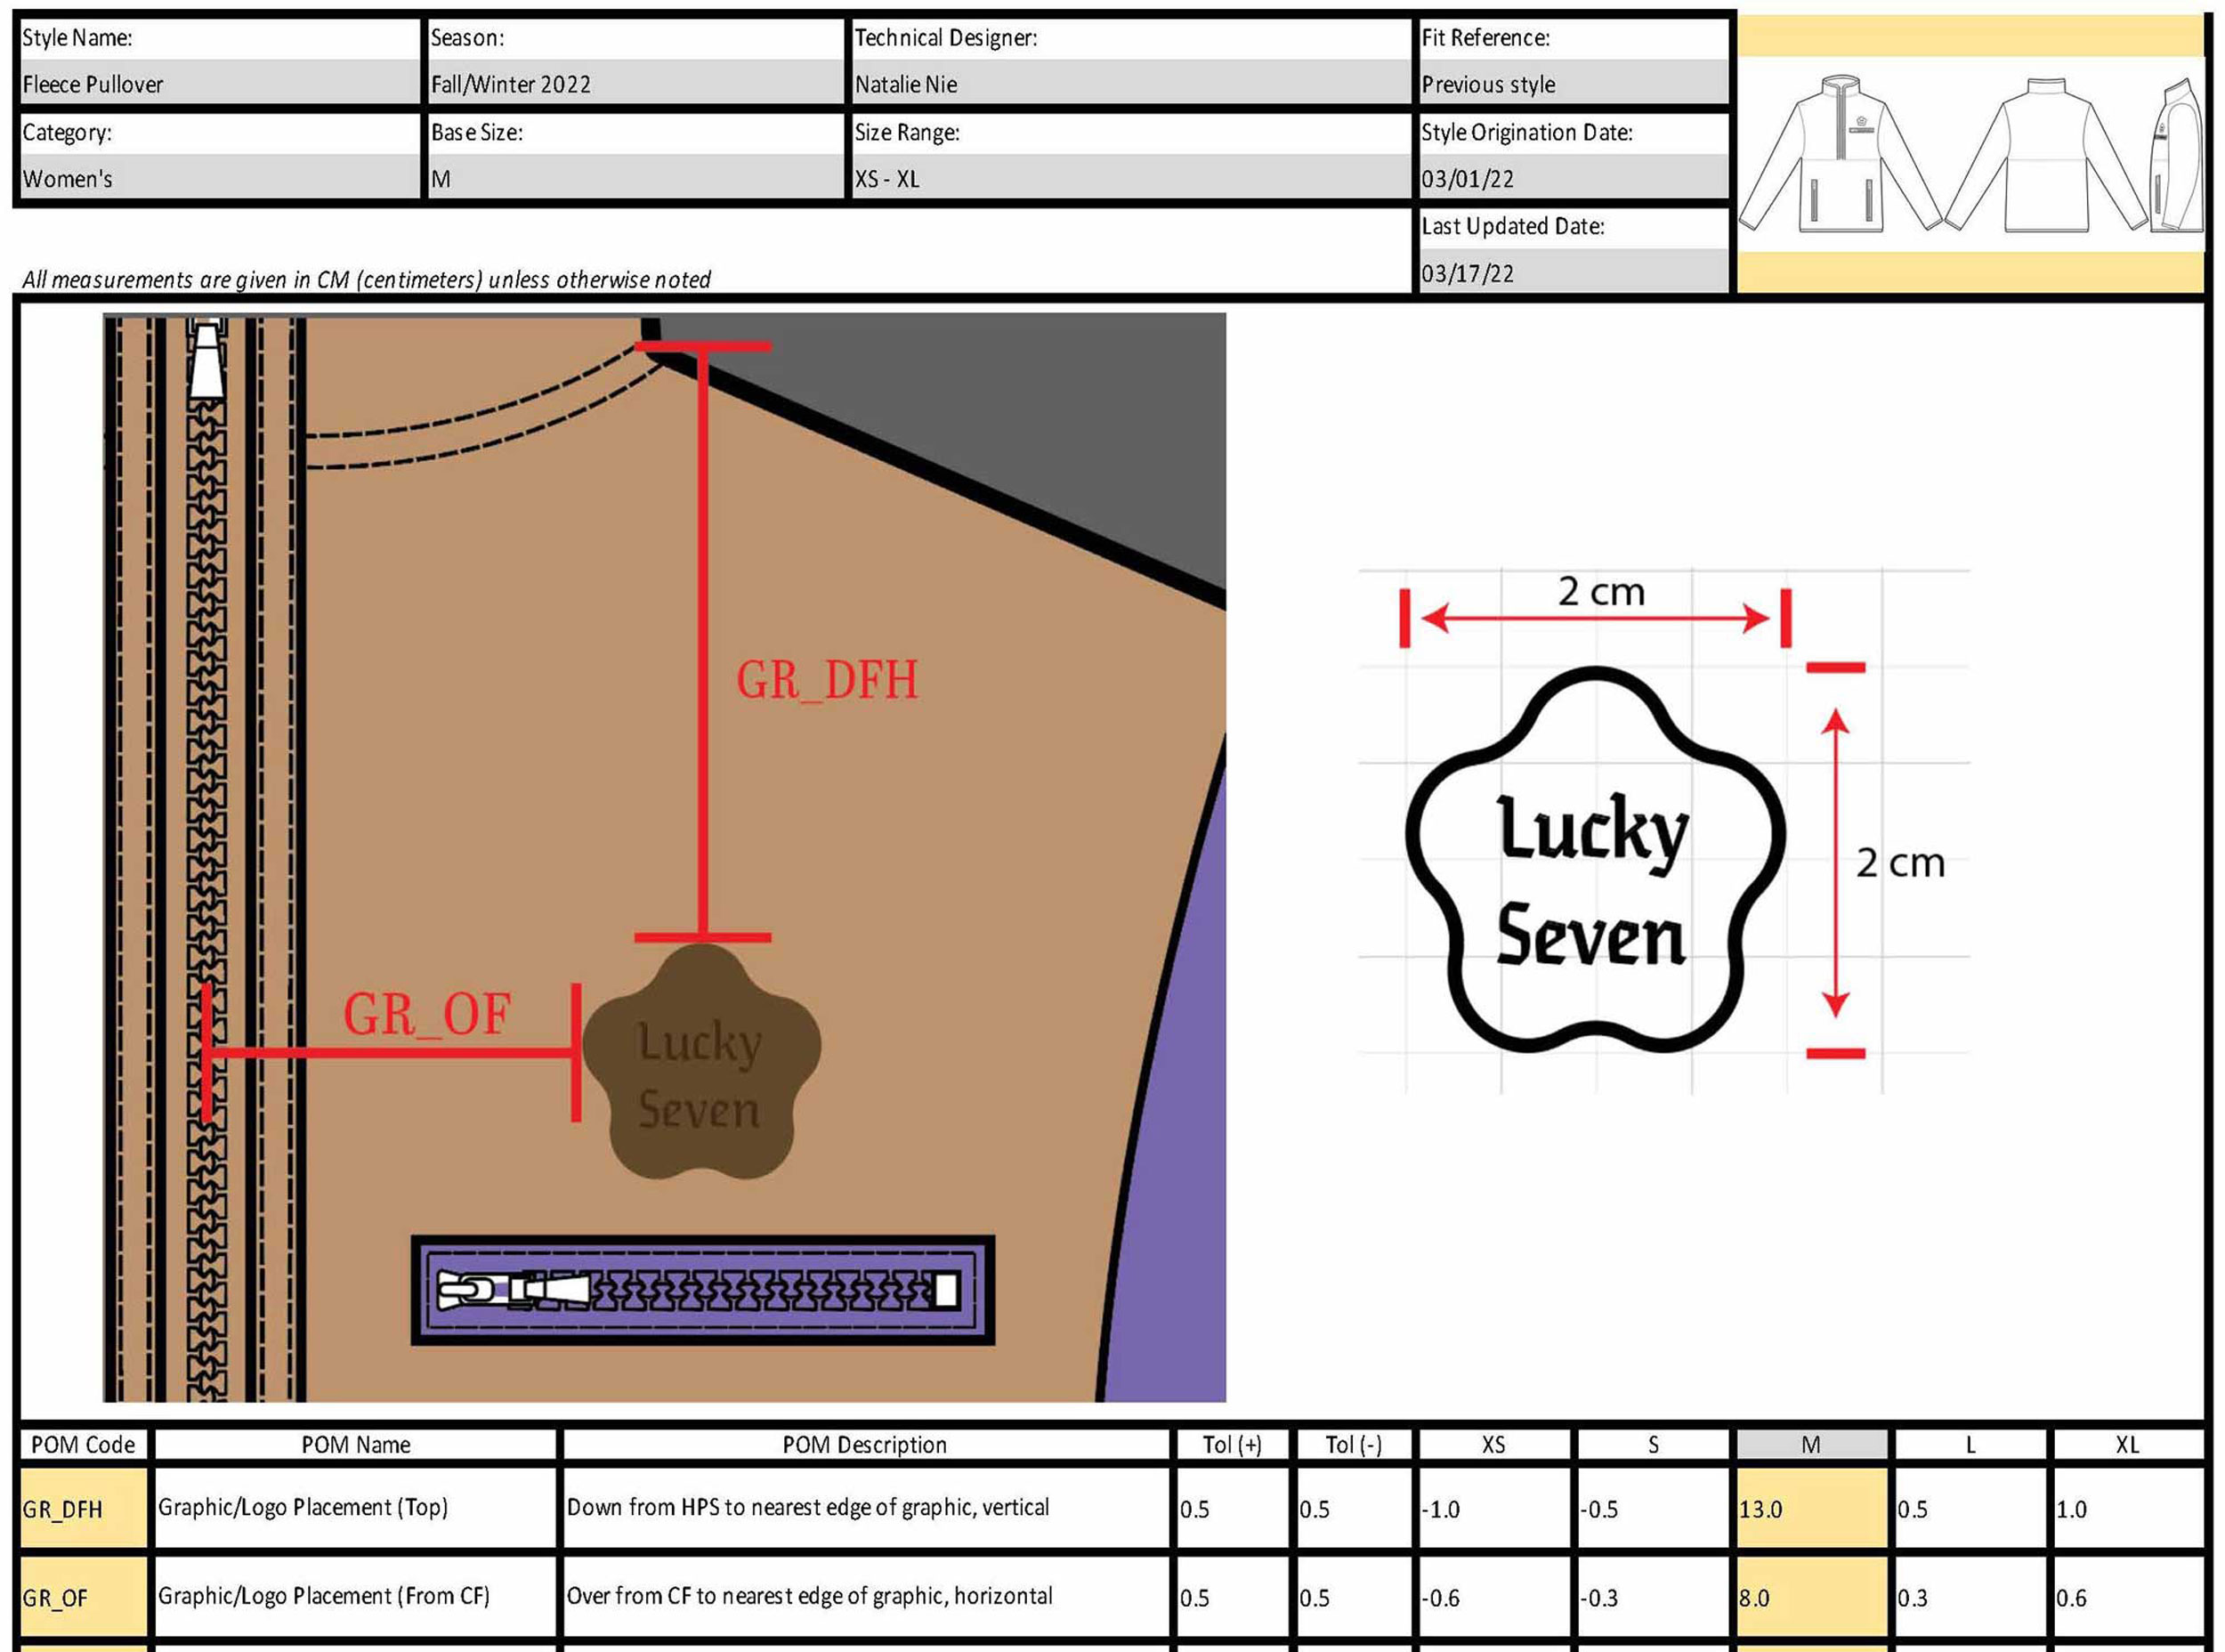 Style Name: Season: Technical Designer: Fit Reference:
Fleece Pullover Fall/Winter 2022 Natalie Nie Previous style
Category: Base Size: Size Range: Style Origination Date:
Women's M XS - XL 03/01/22
Last Updated Date:
All measurements are given in CM (centimeters) unless otherwise noted 03/17/22
GR_DFH
GR_OF
Lucky
Seven
2 cm
2 cm
Lucky
Seven
POM Code POM Name POM Description Tol (+) Tol (-) XS S M L XL
GR_DFH Graphic/Logo Placement (Top) Down from HPS to nearest edge of graphic, vertical 0.5 0.5 -1.0 -0.5 13.0 0.5 1.0
GR_OF Graphic/Logo Placement (From CF) Over from CF to nearest edge of graphic, horizontal 0.5 0.5 -0.6 -0.3 8.0 0.3 0.6